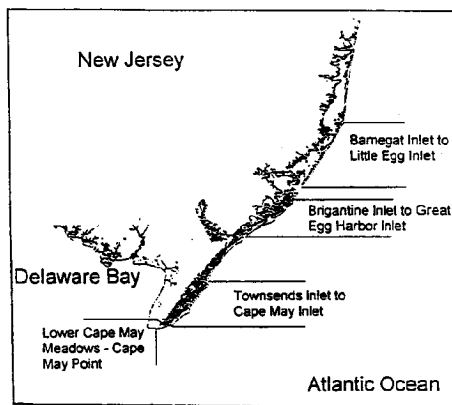 New Jersey
Barnegat Inlet to
Little Egg Inlet
Brigantine Inlet to Great
Egg Harbor Inlet
Delaware Bay
Townsends Inlet to
Cape May Inlet
Lower Cape May
Meadows - Cape
May Point
Atlantic Ocean